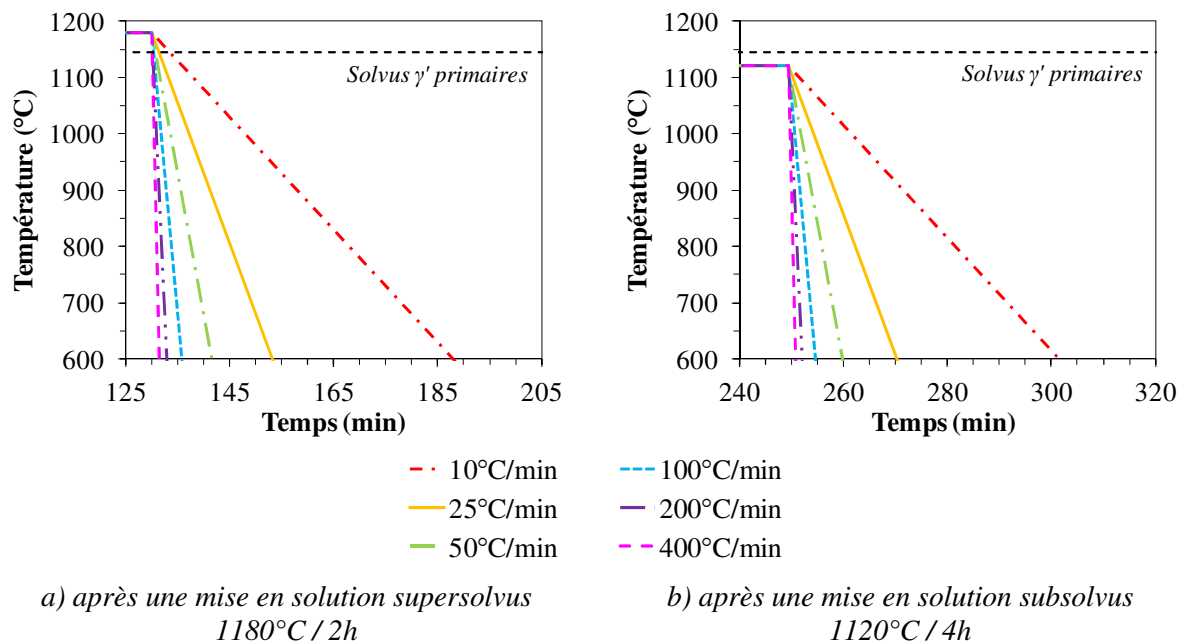 1200
1100
1000
900
800
700
600
Température (°C)
Solvus γ' primaires
125
145
165
185
205
Temps (min)
1200
1100
1000
900
800
700
600
Température (°C)
Solvus γ' primaires
240
260
280
300
320
Temps (min)
10°C/min
100°C/min
25°C/min
200°C/min
50°C/min
400°C/min
a) après une mise en solution supersolvus
1180°C / 2h
b) après une mise en solution subsolvus
1120°C / 4h